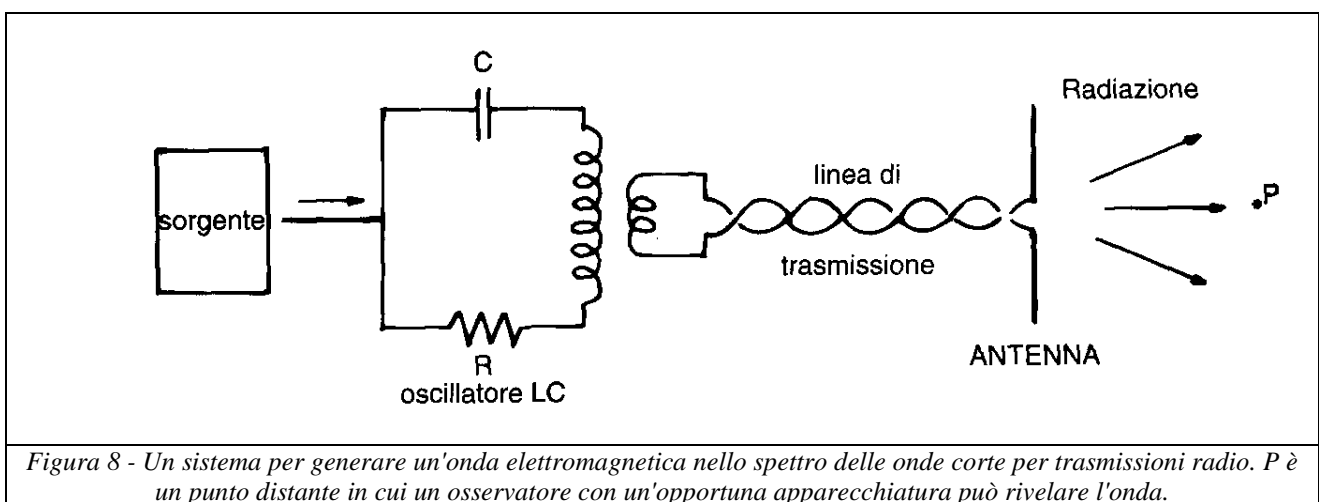 C
Radiazione
sorgente
linea di
P
trasmissione
R
oscillatore LC
ANTENNA
Figura 8 - Un sistema per generare un'onda elettromagnetica nello spettro delle onde corte per trasmissioni radio. P è
un punto distante in cui un osservatore con un'opportuna apparecchiatura può rivelare l'onda.